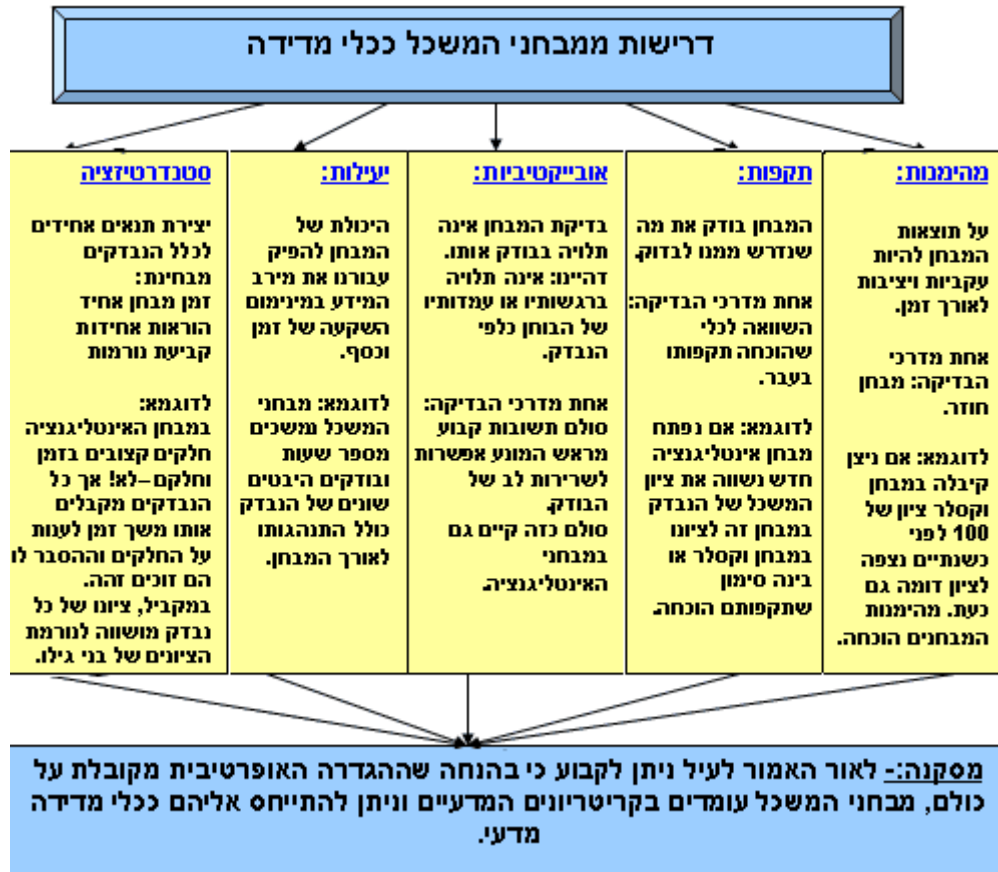 דרישות ממבחני המשכל ככלי מדידה
מהימנות:
על תוצאות
המבחן להיות
עקביות ויציבות
לאורך זמן.
אחת מדרכי
הבדיקה: מבחן
חוזר.
לדוגמא: אם ניצן
קיבלה במבחן
וקסלר ציון של
100 לפני
כשנתיים נצפה
לציון דומה גם
כעת. מהימנות
המבחנים הוכחה.
תקפות:
המבחן בודק את מה
שנדרש ממנו לבדוק.
אחת מדרכי הבדיקה:
השוואה לכלי
שהוכחה תקפותו
בעבר.
לדוגמא: אם נפתח
מבחן אינטליגנציה
חדש נשווה את ציון
המשכל של הנבדק
במבחן זה לציונו
במבחן וקסלר או
בינה סימון
שתקפותם הוכחה.
אובייקטיביות:
בדיקת המבחן אינה
תלויה בבודק אותו.
דהיינו: אינה תלויה
ברגשותיו או עמדותיו
של הבוחן כלפי
הנבדק.
אחת מדרכי הבדיקה:
סולם תשובות קבוע
מראש המונע אפשרות
לשרירות לב של
הבודק.
סולם כזה קיים גם
במבחני
האינטליגנציה.
יעילות:
היכולת של
המבחן להפיק
עבורנו את מירב
המידע במינימום
השקעה של זמן
וכסף.
לדוגמא: מבחני
המשכל נמשכים
מספר שעות
ובודקים היבטים
שונים של הנבדק
כולל התנהגותו
לאורך המבחן.
סטנדרטיזציה
יצירת תנאים אחידים
לכלל הנבדקים
מבחינת:
זמן מבחן אחיד
הוראות אחידות
קביעת נורמות
לדוגמא:
במבחן האינטליגנציה
חלקים קצובים בזמן
וחלקם –לא! אך כל
הנבדקים מקבלים
אותו משך זמן לענות
על החלקים וההסבר לו
הם זוכים זהה.
במקביל, ציונו של כל
נבדק מושווה לנורמת
הציונים של בני גילו.
מסקנה:- לאור האמור לעיל ניתן לקבוע כי בהנחה שההגדרה האופרטיבית מקובלת על
כולם, מבחני המשכל עומדים בקריטריונים המדעיים וניתן להתייחס אליהם ככלי מדידה
מדעי.